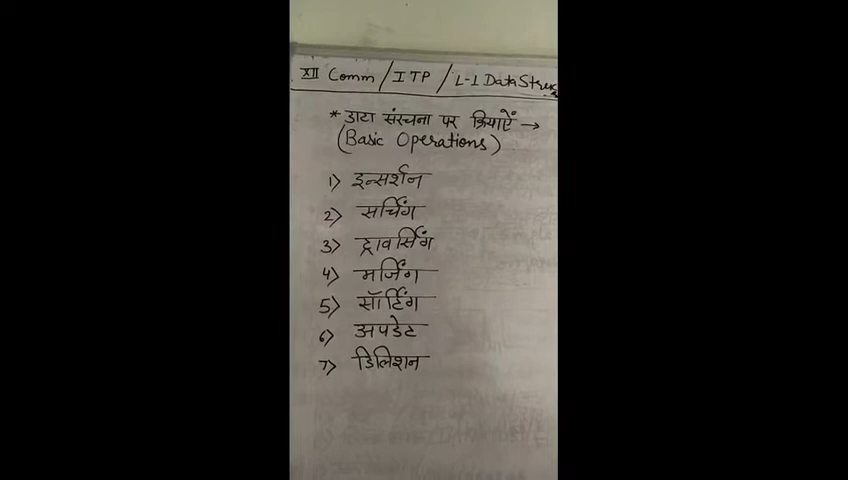 XII Comm / ITP / L-1 Data Struc
* डाटा संरचना पर क्रियाऐं →
(Basic Operations)
1) इन्सर्शन
2) सर्चिंग
3) ट्रावर्सिंग
4) मर्जिंग
5) सॉर्टिंग
6) अपडेट
7) डिलिशन